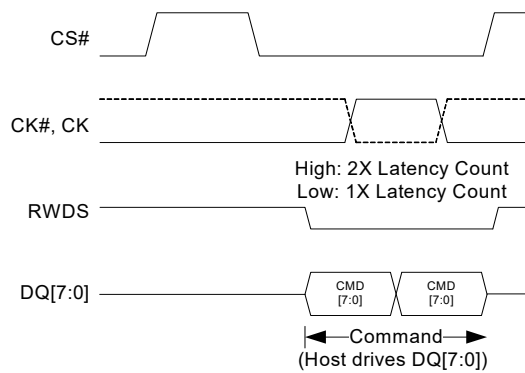 CS#
CK#, CK
High: 2X Latency Count
Low: 1X Latency Count
RWDS
DQ[7:0]
CMD
[7:0]
CMD
[7:0]
Command
(Host drives DQ[7:0])